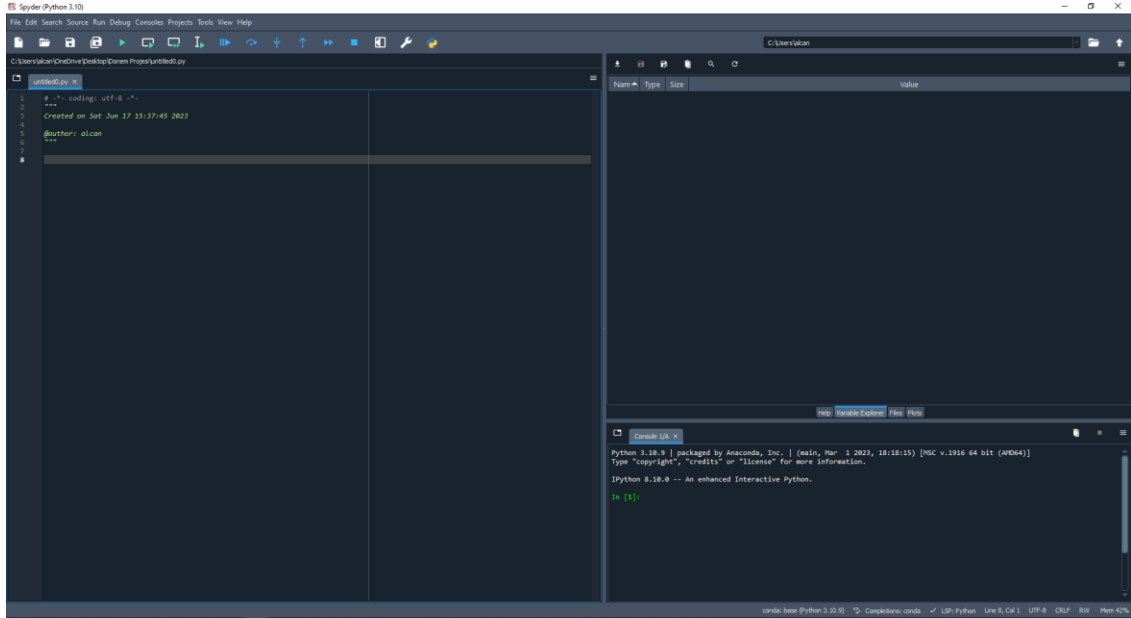 Spyder (Python 3.10)
File Edit Search Source Run Debug Consoles Projects Tools View Help
C:\Users\alcan
C:\Users\alcan\OneDrive\Desktop\Donem Projesi\untitled0.py
untitled0.py
1 # -*- coding: utf-8 -*-
2 """
3 Created on Sat Jun 17 15:37:45 2023
4
5 @author: alcan
6 """
7
8
Nam Type Size Value
Help Variable Explorer Files Plots
Console 1/A
Python 3.10.9 | packaged by Anaconda, Inc. | (main, Mar 1 2023, 18:18:15) [MSC v.1916 64 bit (AMD64)]
Type "copyright", "credits" or "license" for more information.
IPython 8.10.0 -- An enhanced Interactive Python.
In [1]:
conda: base (Python 3.10.9) Completions: conda LSP: Python Line 8, Col 1 UTF-8 CRLF RW Mem 42%